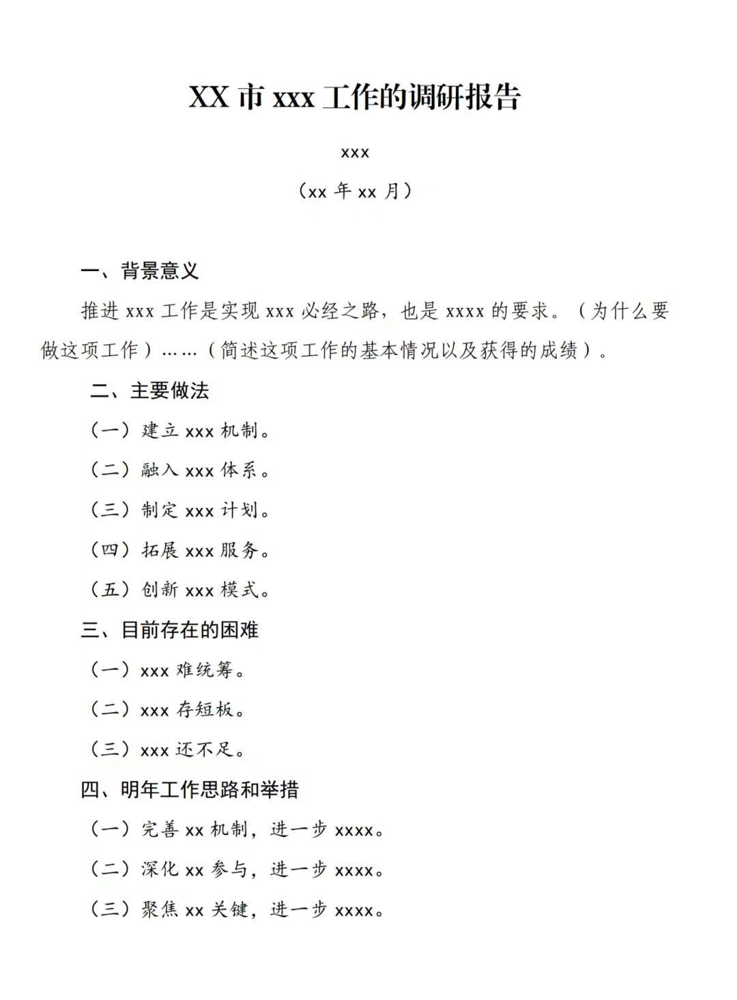 XX 市 xxx 工作的调研报告
xxx
（xx 年 xx 月）
一、背景意义
推进 xxx 工作是实现 xxx 必经之路，也是 xxxx 的要求。（为什么要
做这项工作）……（简述这项工作的基本情况以及获得的成绩）。
二、主要做法
（一）建立 xxx 机制。
（二）融入 xxx 体系。
（三）制定 xxx 计划。
（四）拓展 xxx 服务。
（五）创新 xxx 模式。
三、目前存在的困难
（一）xxx 难统筹。
（二）xxx 存短板。
（三）xxx 还不足。
四、明年工作思路和举措
（一）完善 xx 机制，进一步 xxxx。
（二）深化 xx 参与，进一步 xxxx。
（三）聚焦 xx 关键，进一步 xxxx。